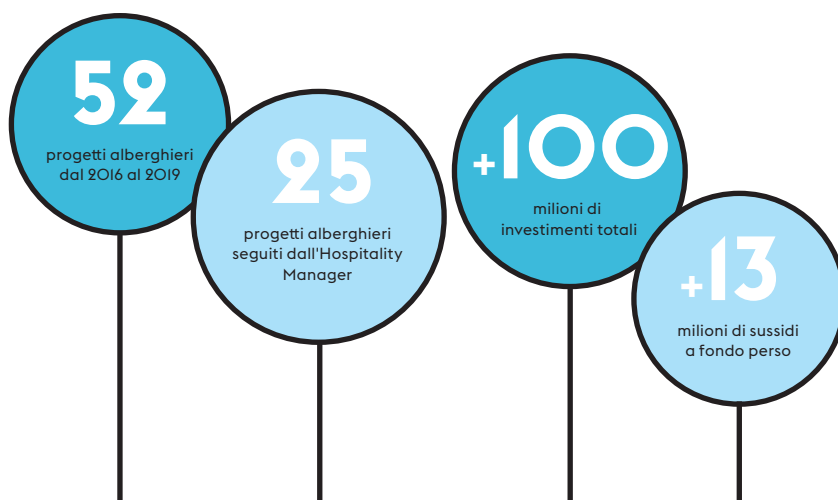 52
progetti alberghieri
dal 2016 al 2019
25
progetti alberghieri
seguiti dall'Hospitality
Manager
+100
milioni di
investimenti totali
+13
milioni di sussidi
a fondo perso